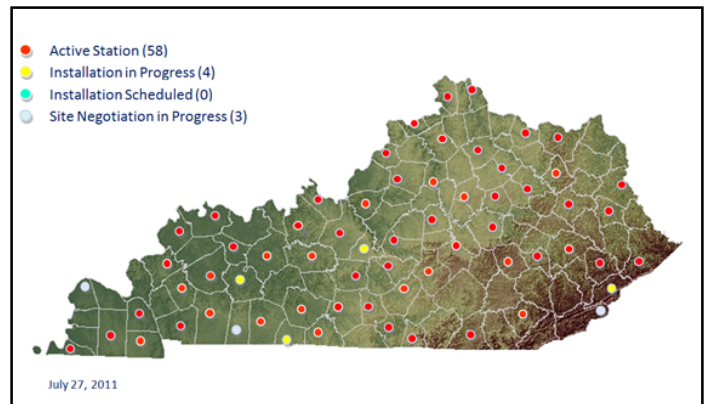 Active Station (58)
Installation in Progress (4)
Installation Scheduled (0)
Site Negotiation in Progress (3)
July 27, 2011